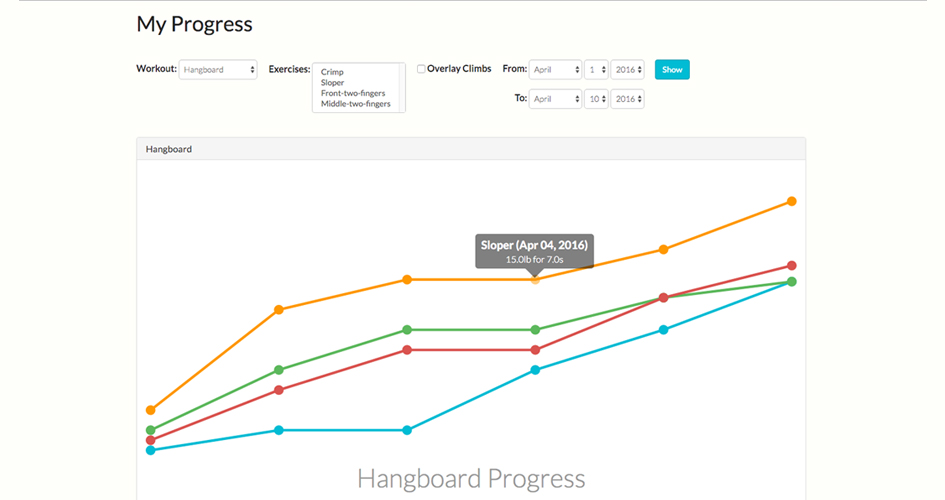 My Progress
Workout: Hangboard Exercises: Crimp Overlay Climbs From: April 1 2016 Show
Sloper
Front-two-fingers
Middle-two-fingers
To: April 10 2016
Hangboard
Sloper (Apr 04, 2016)
15.0lb for 7.0s
Hangboard Progress